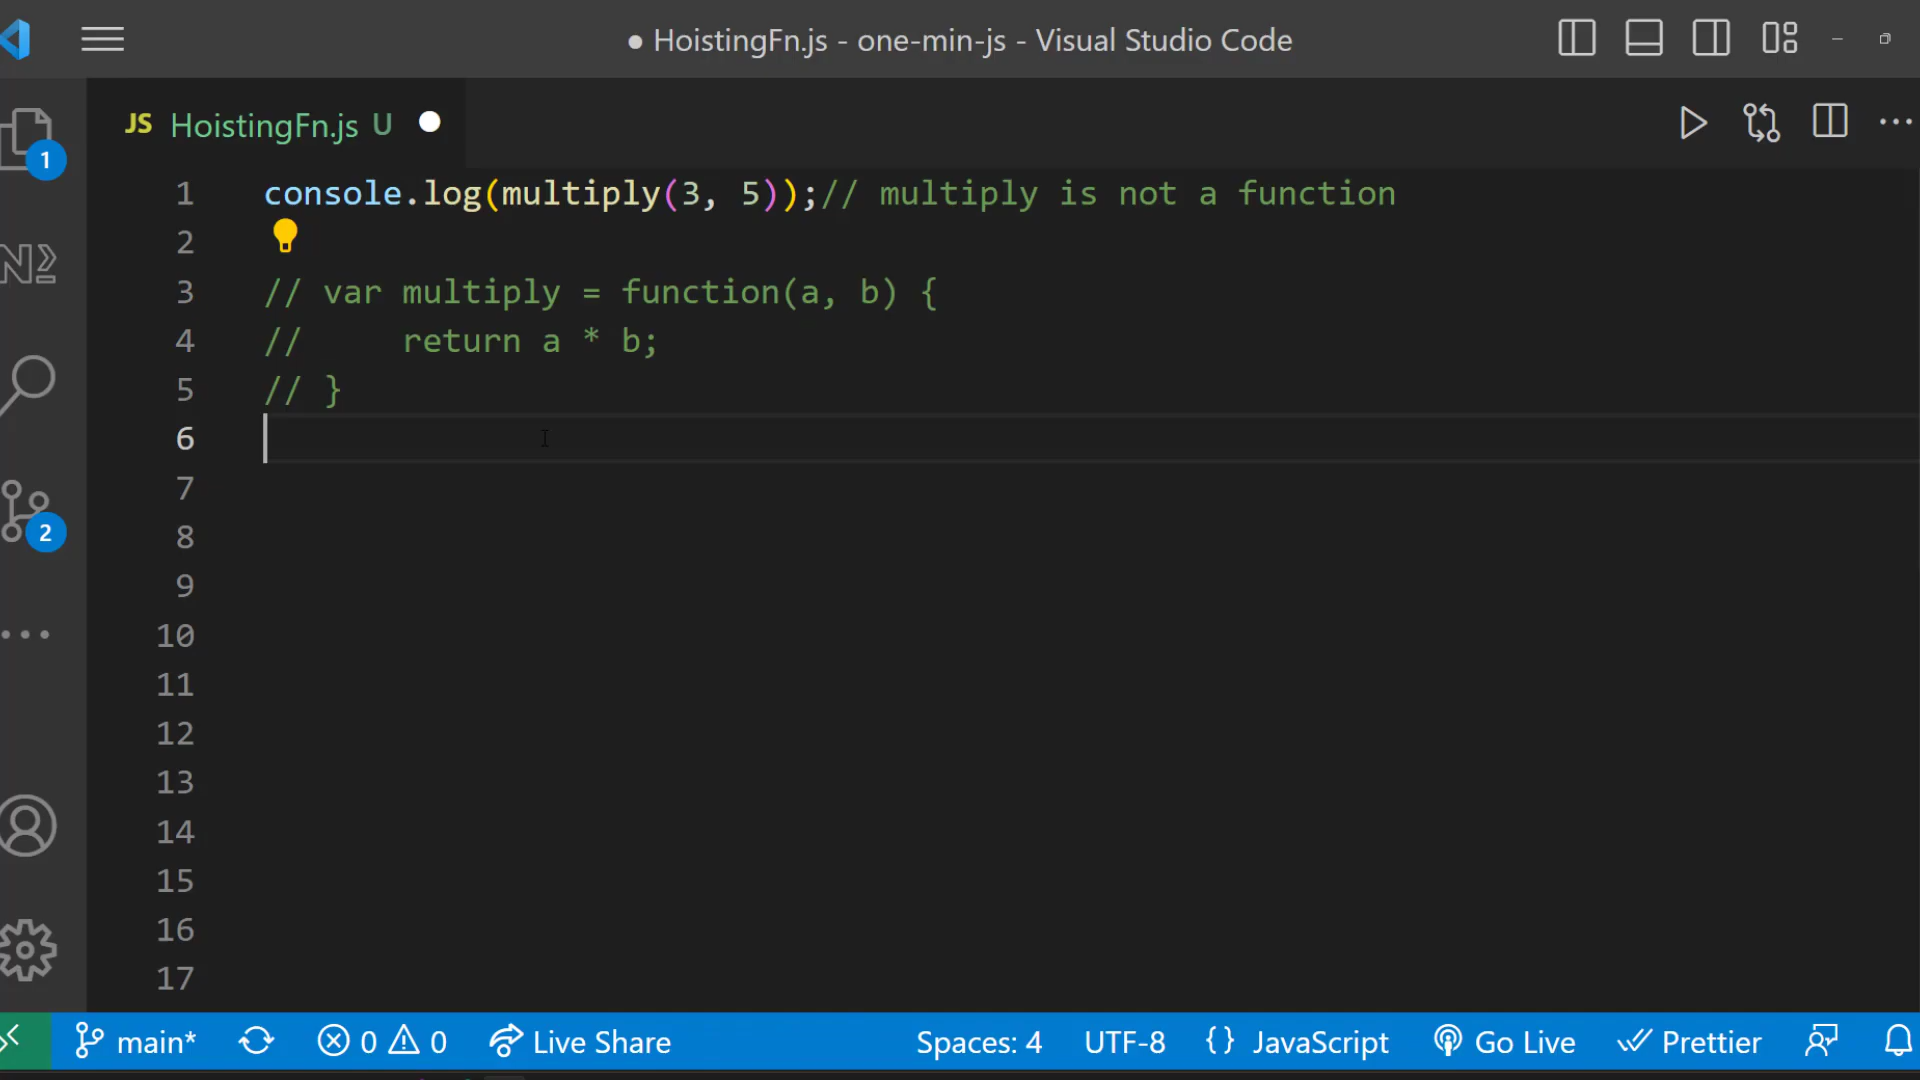 ● HoistingFn.js - one-min-js - Visual Studio Code
JS HoistingFn.js U
1
1 console.log(multiply(3, 5));// multiply is not a function
2
3 // var multiply = function(a, b) {
4 //     return a * b;
5 // }
6
7
2
8
9
10
11
12
13
14
15
16
17
main* 0 0 Live Share Spaces: 4 UTF-8 {} JavaScript Go Live Prettier